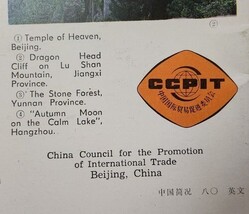 ① Temple of Heaven,
Beijing.
② Dragon Head
Cliff on Lu Shan
Mountain, Jiangxi
Province.
③ The Stone Forest,
Yunnan Province.
④ "Autumn Moon
on the Calm Lake",
Hangzhou.
CCPIT
中国国际贸易促进委员会
China Council for the Promotion
of International Trade
Beijing, China
中国简况 八〇 英文